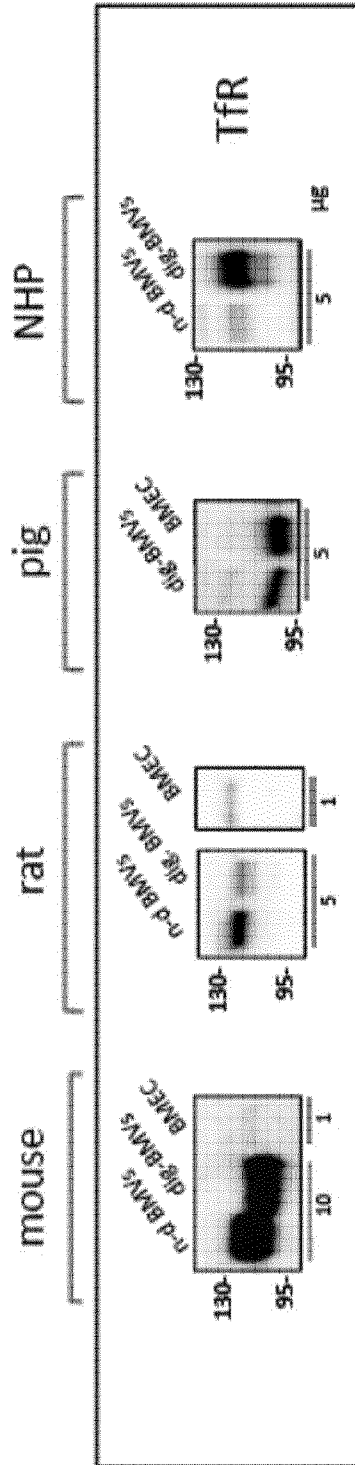 mouse rat pig NHP
n-d BMVs dig-BMVs BMEC n-d BMVs dig. BMVs BMEC dig-BMVs BMEC n-d BMVs dig-BMVs
130- 130- 130- 130- TfR
95- 95- 95- 95-
10 1 5 1 5 5 µg